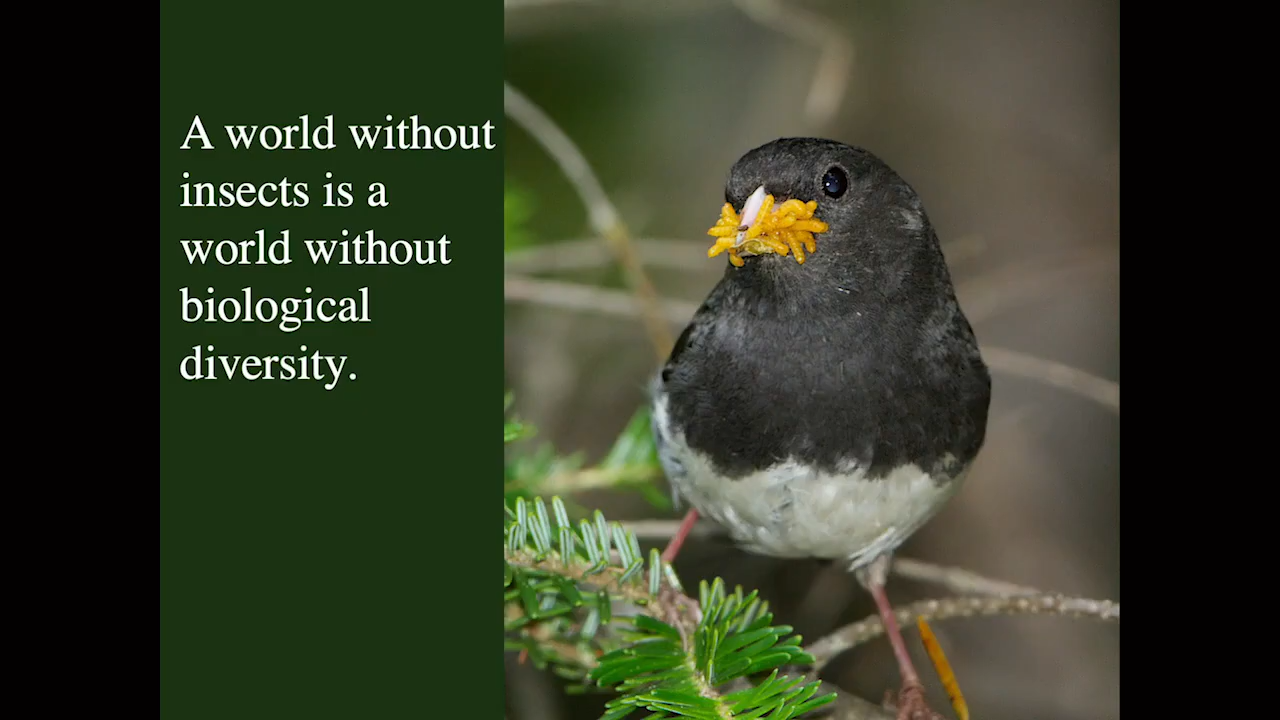 A world without
insects is a
world without
biological
diversity.